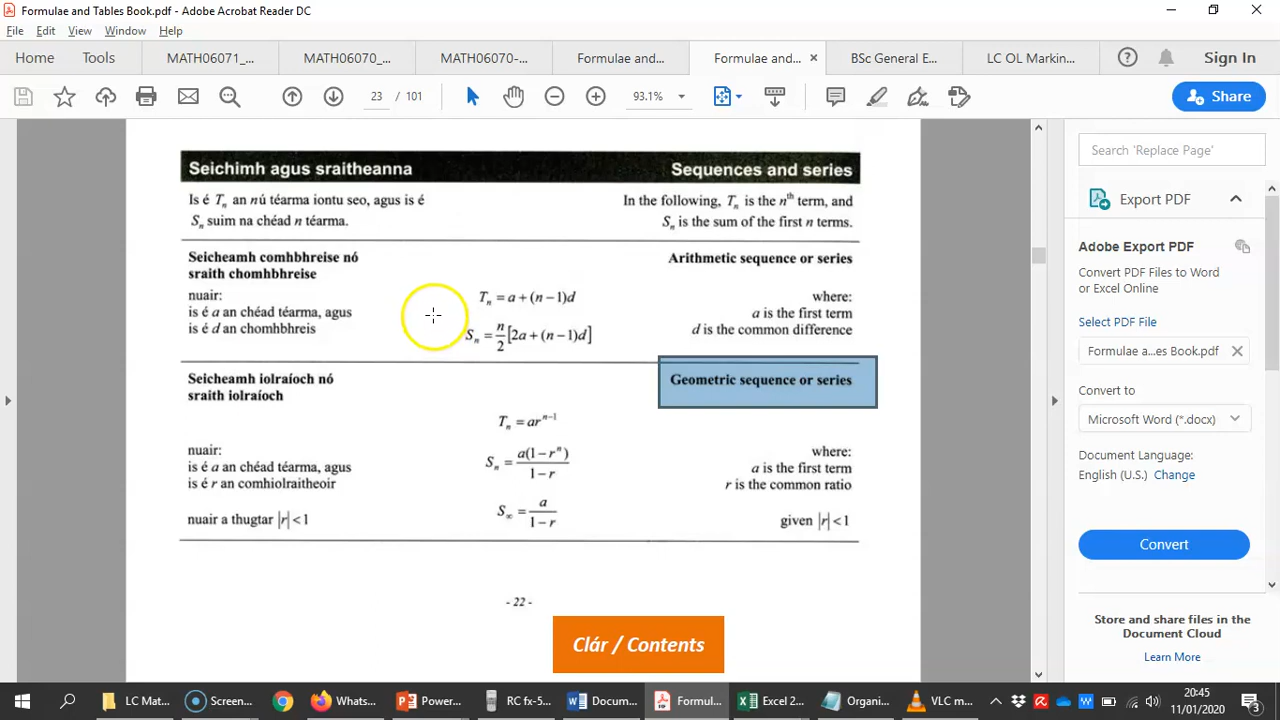 Formulae and Tables Book.pdf - Adobe Acrobat Reader DC
File Edit View Window Help
Home Tools MATH06071_... MATH06070_... MATH06070-... Formulae and... Formulae and... × BSc General E... LC OL Markin... Sign In
23 / 101 93.1% Share
Seichimh agus sraitheanna Sequences and series
Is é Tₙ an nú téarma iontu seo, agus is é In the following, Tₙ is the nᵗʰ term, and
Sₙ suim na chéad n téarma. Sₙ is the sum of the first n terms.
Seicheamh comhbhreise nó Arithmetic sequence or series
sraith chomhbhreise
nuair: Tₙ = a + (n − 1)d where:
is é a an chéad téarma, agus a is the first term
is é d an chomhbhreis Sₙ = n/2 [2a + (n − 1)d] d is the common difference
Seicheamh iolraíoch nó Geometric sequence or series
sraith iolraíoch
Tₙ = arⁿ⁻¹
nuair: Sₙ = a(1 − rⁿ)/1 − r where:
is é a an chéad téarma, agus a is the first term
is é r an comhiolraitheoir r is the common ratio
nuair a thugtar |r| < 1 S∞ = a/1 − r given |r| < 1
- 22 -
Clár / Contents
Search 'Replace Page'
Export PDF
Adobe Export PDF
Convert PDF Files to Word
or Excel Online
Select PDF File
Formulae a...es Book.pdf ×
Convert to
Microsoft Word (*.docx)
Document Language:
English (U.S.) Change
Convert
Store and share files in the
Document Cloud
Learn More
LC Mat... Screen... Whats... Power... RC fx-5... Docum... Formul... Excel 2... Organi... VLC m... 20:45
11/01/2020 3